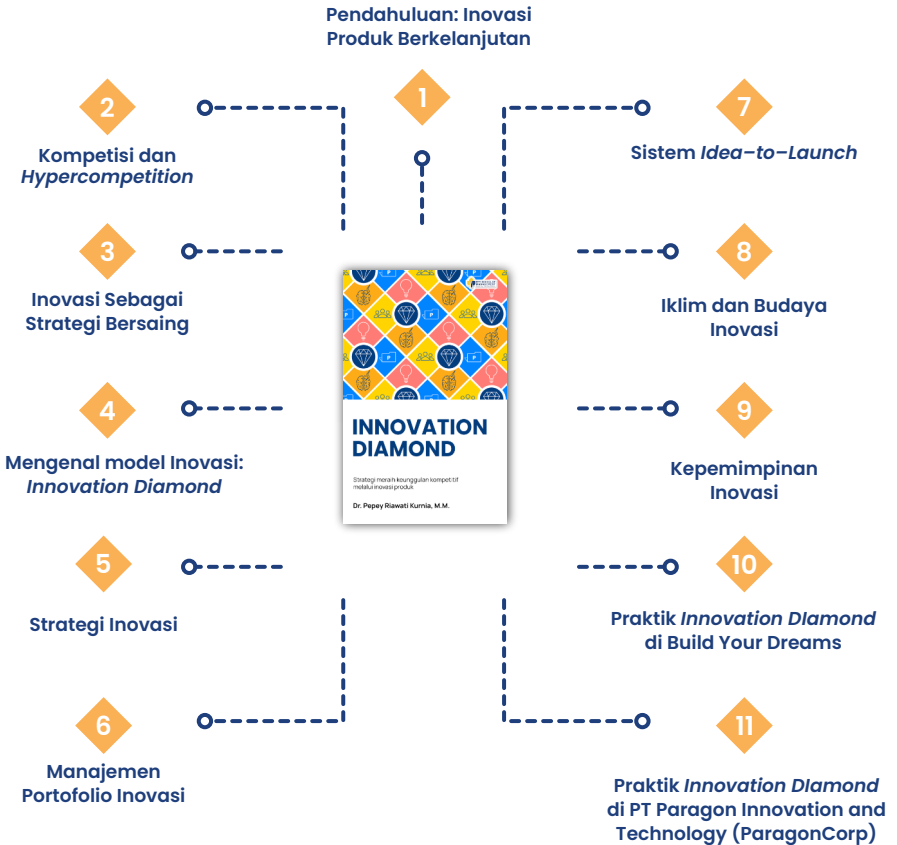 Pendahuluan: Inovasi
Produk Berkelanjutan
1
2
Kompetisi dan
Hypercompetition
3
Inovasi Sebagai
Strategi Bersaing
4
Mengenal model Inovasi:
Innovation Diamond
5
Strategi Inovasi
6
Manajemen
Portofolio Inovasi
INNOVATION
DIAMOND
Strategi meraih keunggulan kompetitif
melalui inovasi produk
Dr. Pepey Riawati Kurnia, M.M.
7
Sistem Idea–to–Launch
8
Iklim dan Budaya
Inovasi
9
Kepemimpinan
Inovasi
10
Praktik Innovation DIamond
di Build Your Dreams
11
Praktik Innovation DIamond
di PT Paragon Innovation and
Technology (ParagonCorp)